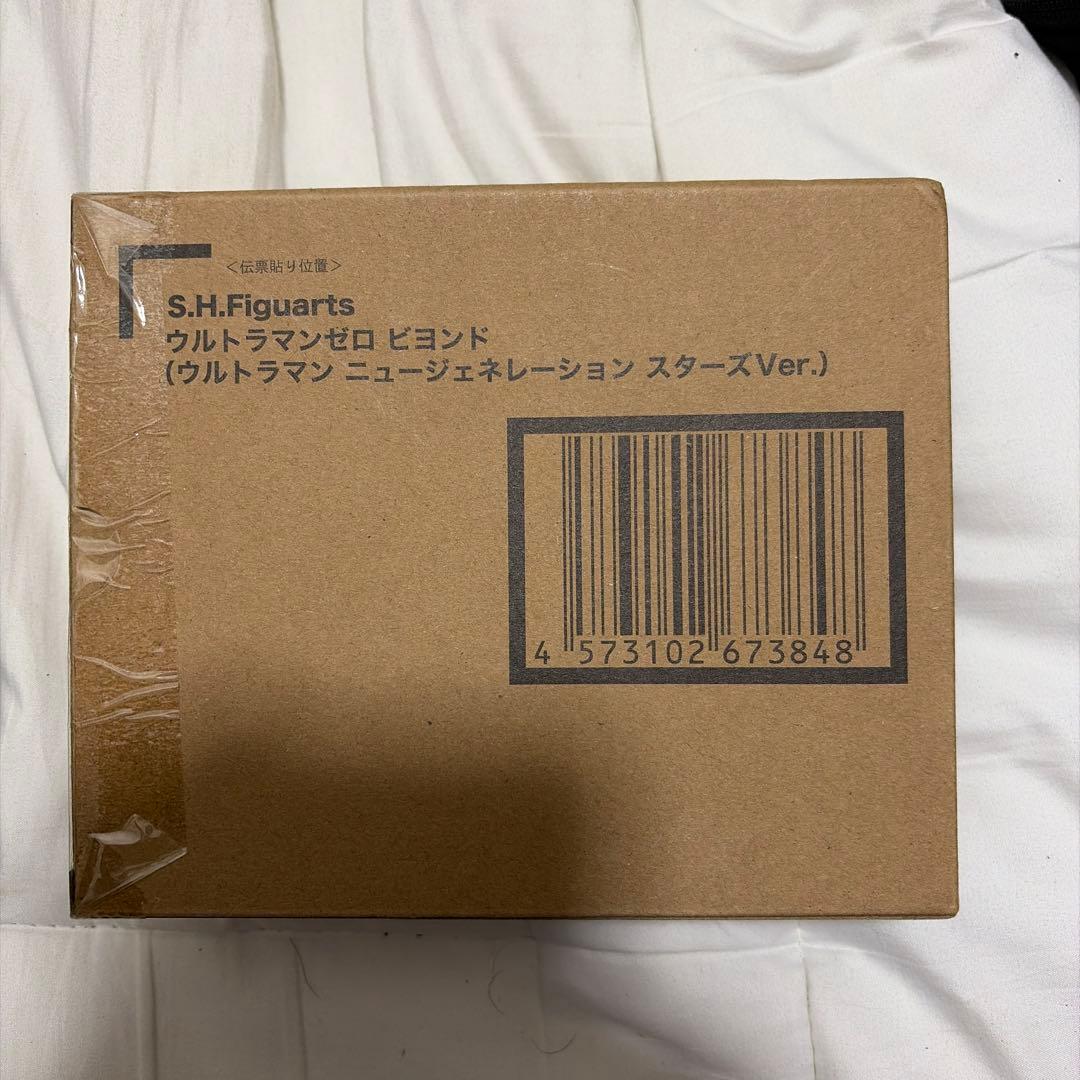 ＜伝票貼り位置＞
S.H.Figuarts
ウルトラマンゼロ ビヨンド
(ウルトラマン ニュージェネレーション スターズVer.)
4 573102 673848